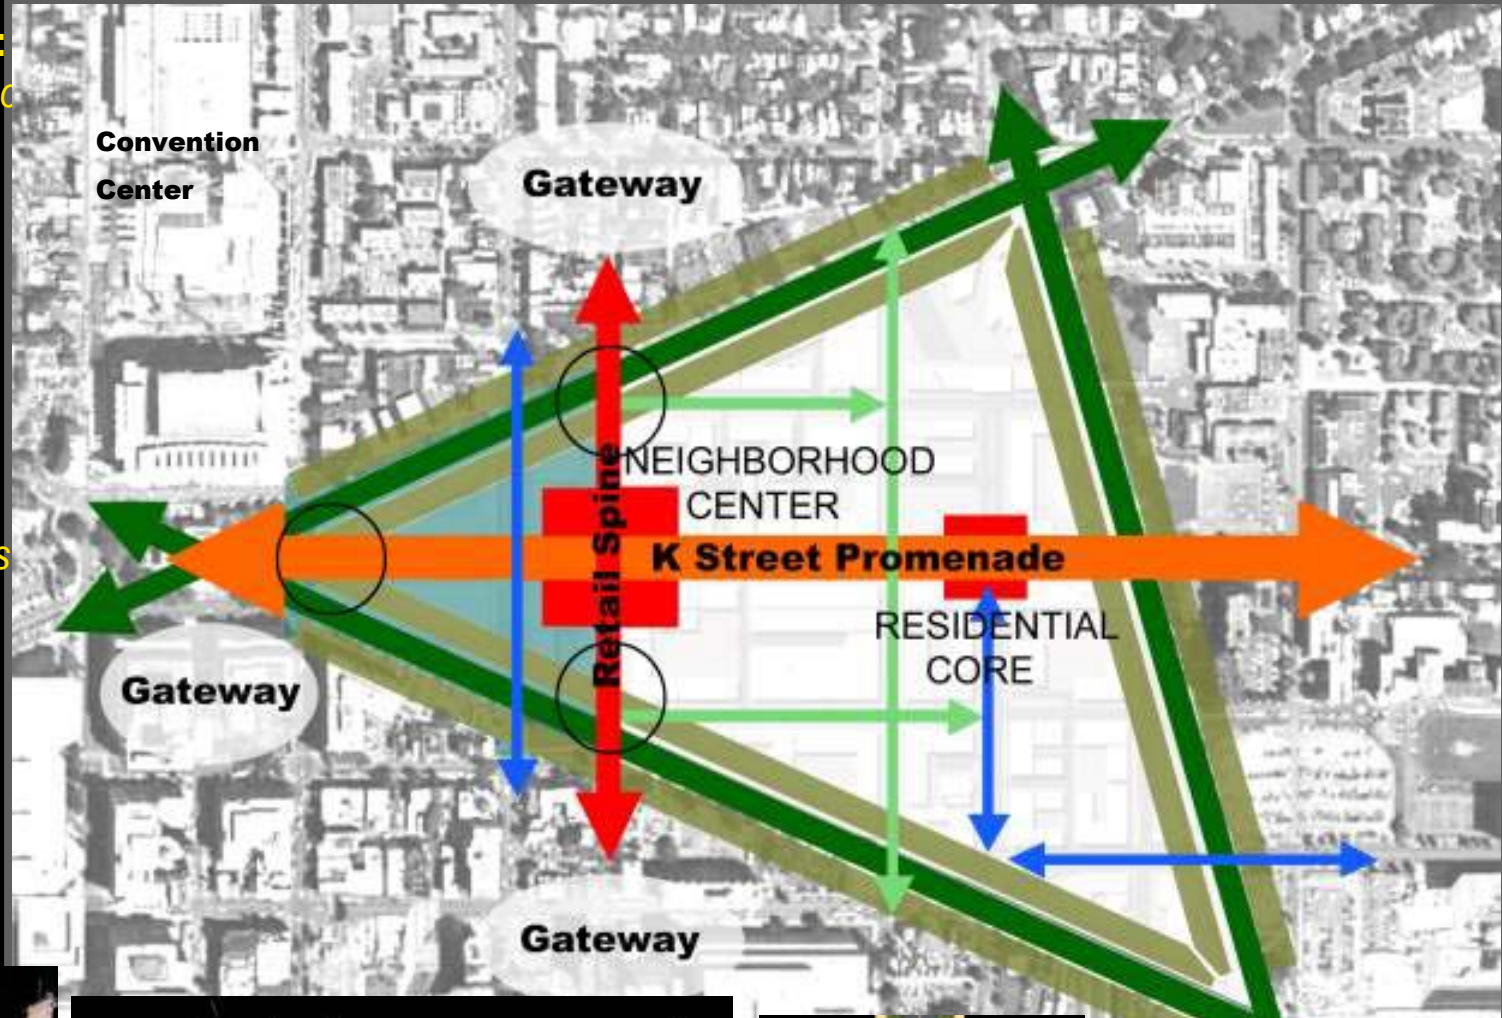 Convention
Center
Gateway
NEIGHBORHOOD
CENTER
Retail Spine
K Street Promenade
RESIDENTIAL
CORE
Gateway
Gateway